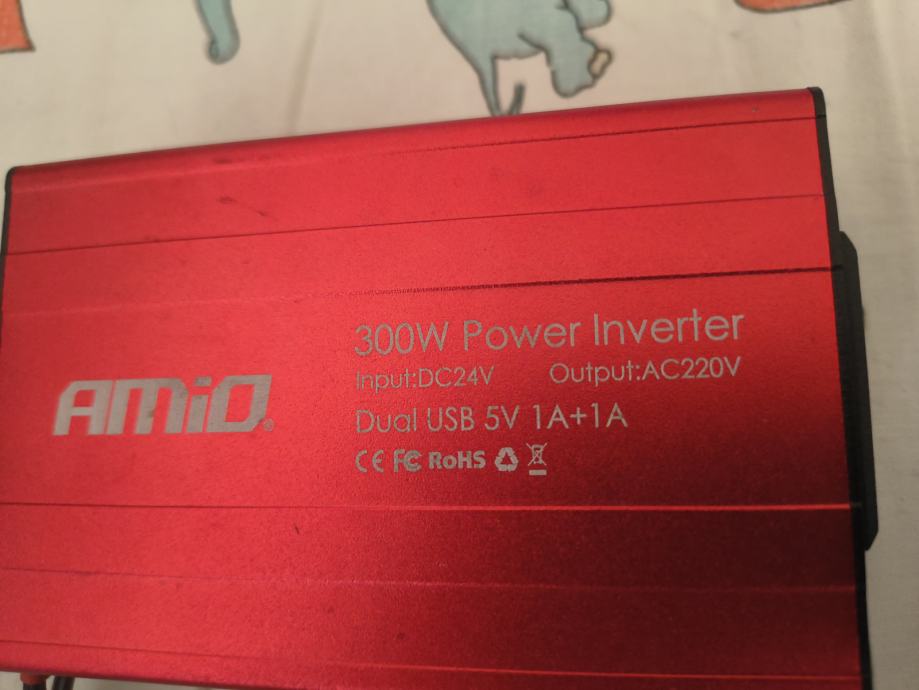 AMiO®
300W Power Inverter
Input:DC24V Output:AC220V
Dual USB 5V 1A+1A
CE FC RoHS